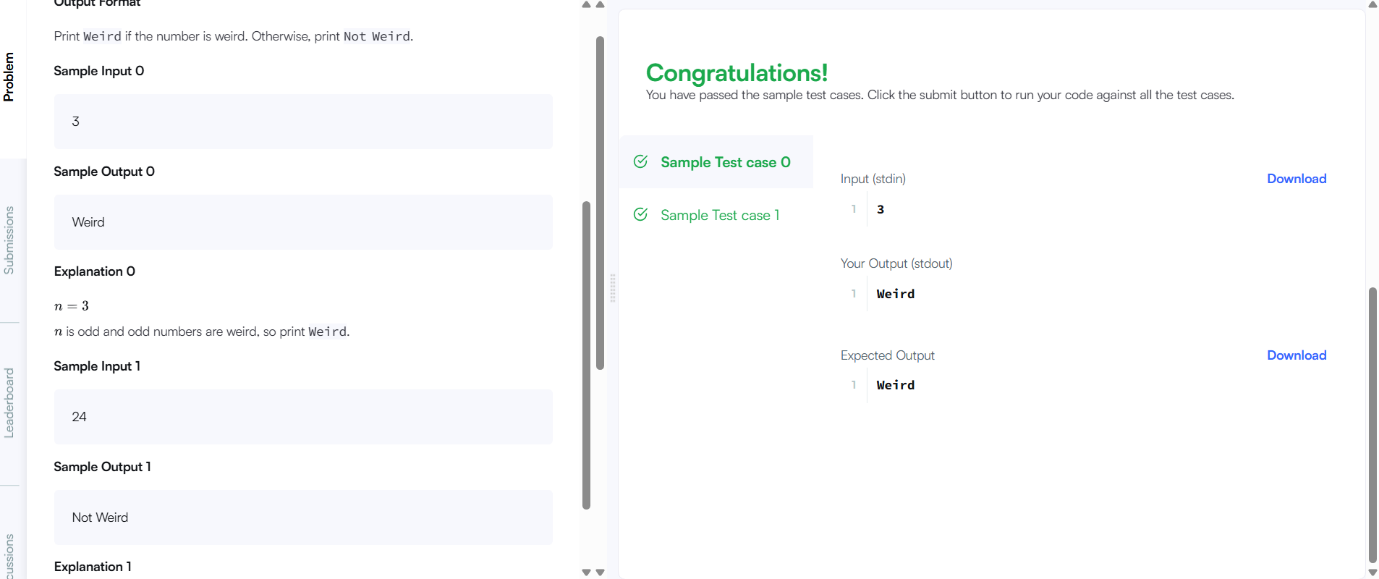 Output Format
Print Weird if the number is weird. Otherwise, print Not Weird.
Sample Input 0
3
Sample Output 0
Weird
Explanation 0
n = 3
n is odd and odd numbers are weird, so print Weird.
Sample Input 1
24
Sample Output 1
Not Weird
Explanation 1
Problem
Submissions
Leaderboard
Congratulations!
You have passed the sample test cases. Click the submit button to run your code against all the test cases.
Sample Test case 0
Sample Test case 1
Input (stdin)
Download
1 3
Your Output (stdout)
1 Weird
Expected Output
Download
1 Weird